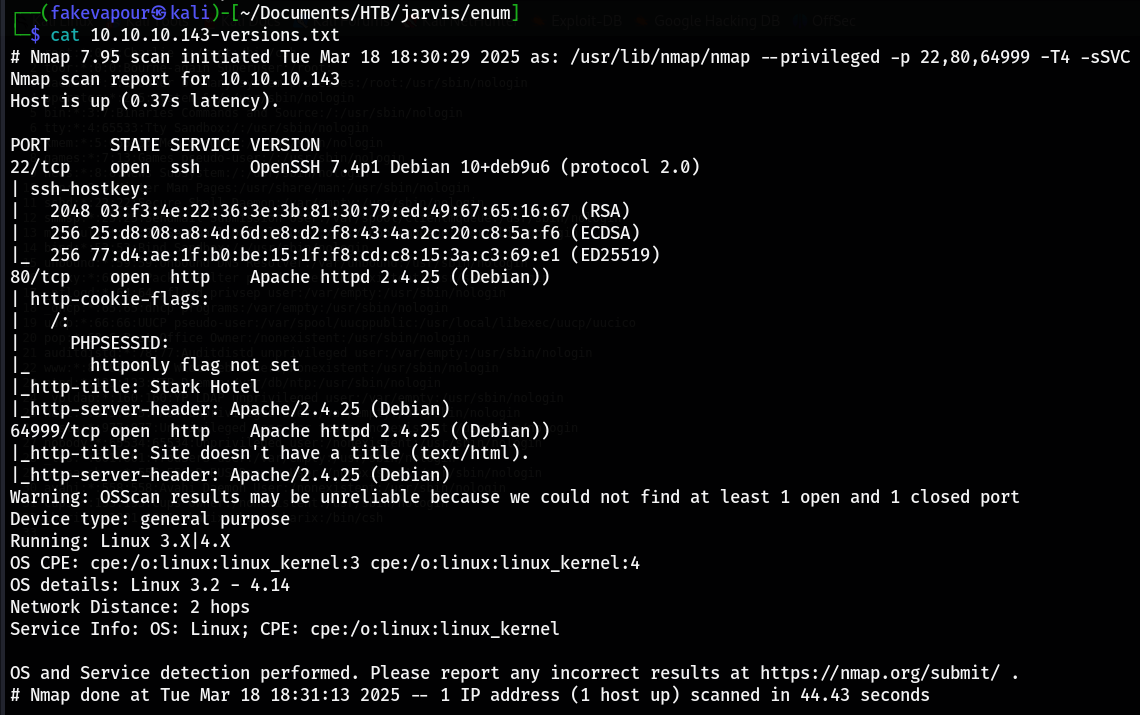 (fakevapour㉿kali)-[~/Documents/HTB/jarvis/enum]
$ cat 10.10.10.143-versions.txt
# Nmap 7.95 scan initiated Tue Mar 18 18:30:29 2025 as: /usr/lib/nmap/nmap --privileged -p 22,80,64999 -T4 -sSVC
Nmap scan report for 10.10.10.143
Host is up (0.37s latency).
PORT      STATE SERVICE VERSION
22/tcp    open  ssh     OpenSSH 7.4p1 Debian 10+deb9u6 (protocol 2.0)
| ssh-hostkey:
|   2048 03:f3:4e:22:36:3e:3b:81:30:79:ed:49:67:65:16:67 (RSA)
|   256 25:d8:08:a8:4d:6d:e8:d2:f8:43:4a:2c:20:c8:5a:f6 (ECDSA)
|_  256 77:d4:ae:1f:b0:be:15:1f:f8:cd:c8:15:3a:c3:69:e1 (ED25519)
80/tcp    open  http    Apache httpd 2.4.25 ((Debian))
| http-cookie-flags:
|   /:
|     PHPSESSID:
|_      httponly flag not set
|_http-title: Stark Hotel
|_http-server-header: Apache/2.4.25 (Debian)
64999/tcp open  http    Apache httpd 2.4.25 ((Debian))
|_http-title: Site doesn't have a title (text/html).
|_http-server-header: Apache/2.4.25 (Debian)
Warning: OSScan results may be unreliable because we could not find at least 1 open and 1 closed port
Device type: general purpose
Running: Linux 3.X|4.X
OS CPE: cpe:/o:linux:linux_kernel:3 cpe:/o:linux:linux_kernel:4
OS details: Linux 3.2 - 4.14
Network Distance: 2 hops
Service Info: OS: Linux; CPE: cpe:/o:linux:linux_kernel
OS and Service detection performed. Please report any incorrect results at https://nmap.org/submit/ .
# Nmap done at Tue Mar 18 18:31:13 2025 -- 1 IP address (1 host up) scanned in 44.43 seconds